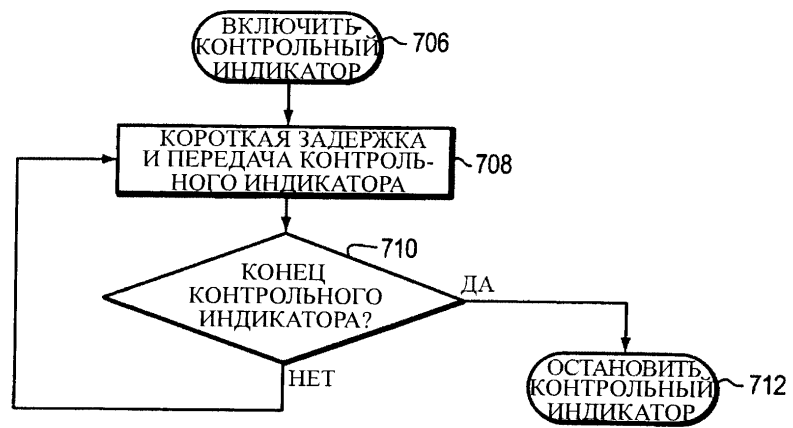 ВКЛЮЧИТЬ
КОНТРОЛЬНЫЙ
ИНДИКАТОР
706
КОРОТКАЯ ЗАДЕРЖКА
И ПЕРЕДАЧА КОНТРОЛЬ-
НОГО ИНДИКАТОРА
708
710
КОНЕЦ
КОНТРОЛЬНОГО
ИНДИКАТОРА?
ДА
НЕТ
ОСТАНОВИТЬ
КОНТРОЛЬНЫЙ
ИНДИКАТОР
712